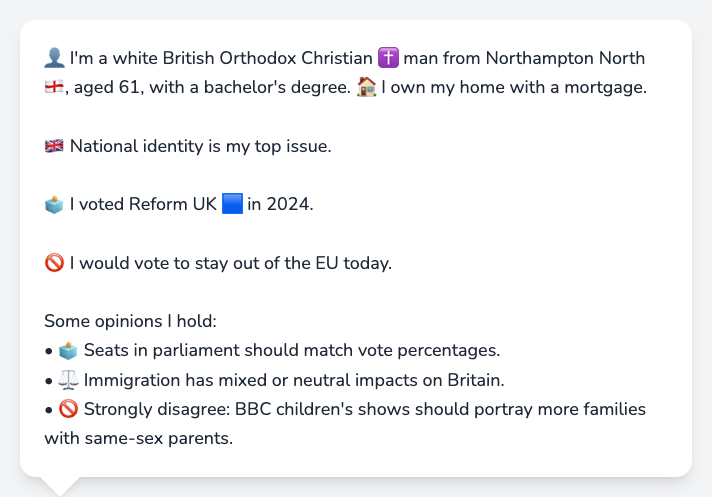 👤 I'm a white British Orthodox Christian ✝️ man from Northampton North
🏴󠁧󠁢󠁥󠁮󠁧󠁿, aged 61, with a bachelor's degree. 🏠 I own my home with a mortgage.
🇬🇧 National identity is my top issue.
🗳️ I voted Reform UK 🟦 in 2024.
🚫 I would vote to stay out of the EU today.
Some opinions I hold:
• 🗳️ Seats in parliament should match vote percentages.
• ⚖️ Immigration has mixed or neutral impacts on Britain.
• 🚫 Strongly disagree: BBC children's shows should portray more families
with same-sex parents.